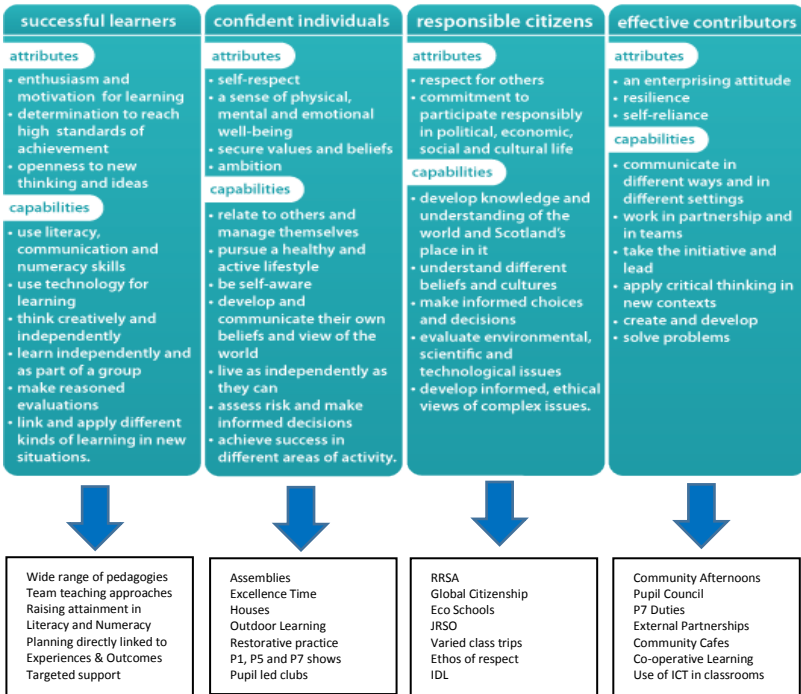 successful learners
attributes
• enthusiasm and
motivation for learning
• determination to reach
high standards of
achievement
• openness to new
thinking and ideas
capabilities
• use literacy,
communication and
numeracy skills
• use technology for
learning
• think creatively and
independently
• learn independently and
as part of a group
• make reasoned
evaluations
• link and apply different
kinds of learning in new
situations.
Wide range of pedagogies
Team teaching approaches
Raising attainment in
Literacy and Numeracy
Planning directly linked to
Experiences & Outcomes
Targeted support
confident individuals
attributes
• self-respect
• a sense of physical,
mental and emotional
well-being
• secure values and beliefs
• ambition
capabilities
• relate to others and
manage themselves
• pursue a healthy and
active lifestyle
• be self-aware
• develop and
communicate their own
beliefs and view of the
world
• live as independently as
they can
• assess risk and make
informed decisions
• achieve success in
different areas of activity.
Assemblies
Excellence Time
Houses
Outdoor Learning
Restorative practice
P1, P5 and P7 shows
Pupil led clubs
responsible citizens
attributes
• respect for others
• commitment to
participate responsibly
in political, economic,
social and cultural life
capabilities
• develop knowledge and
understanding of the
world and Scotland's
place in it
• understand different
beliefs and cultures
• make informed choices
and decisions
• evaluate environmental,
scientific and
technological issues
• develop informed, ethical
views of complex issues.
RRSA
Global Citizenship
Eco Schools
JRSO
Varied class trips
Ethos of respect
IDL
effective contributors
attributes
• an enterprising attitude
• resilience
• self-reliance
capabilities
• communicate in
different ways and in
different settings
• work in partnership and
in teams
• take the initiative and
lead
• apply critical thinking in
new contexts
• create and develop
• solve problems
Community Afternoons
Pupil Council
P7 Duties
External Partnerships
Community Cafes
Co-operative Learning
Use of ICT in classrooms